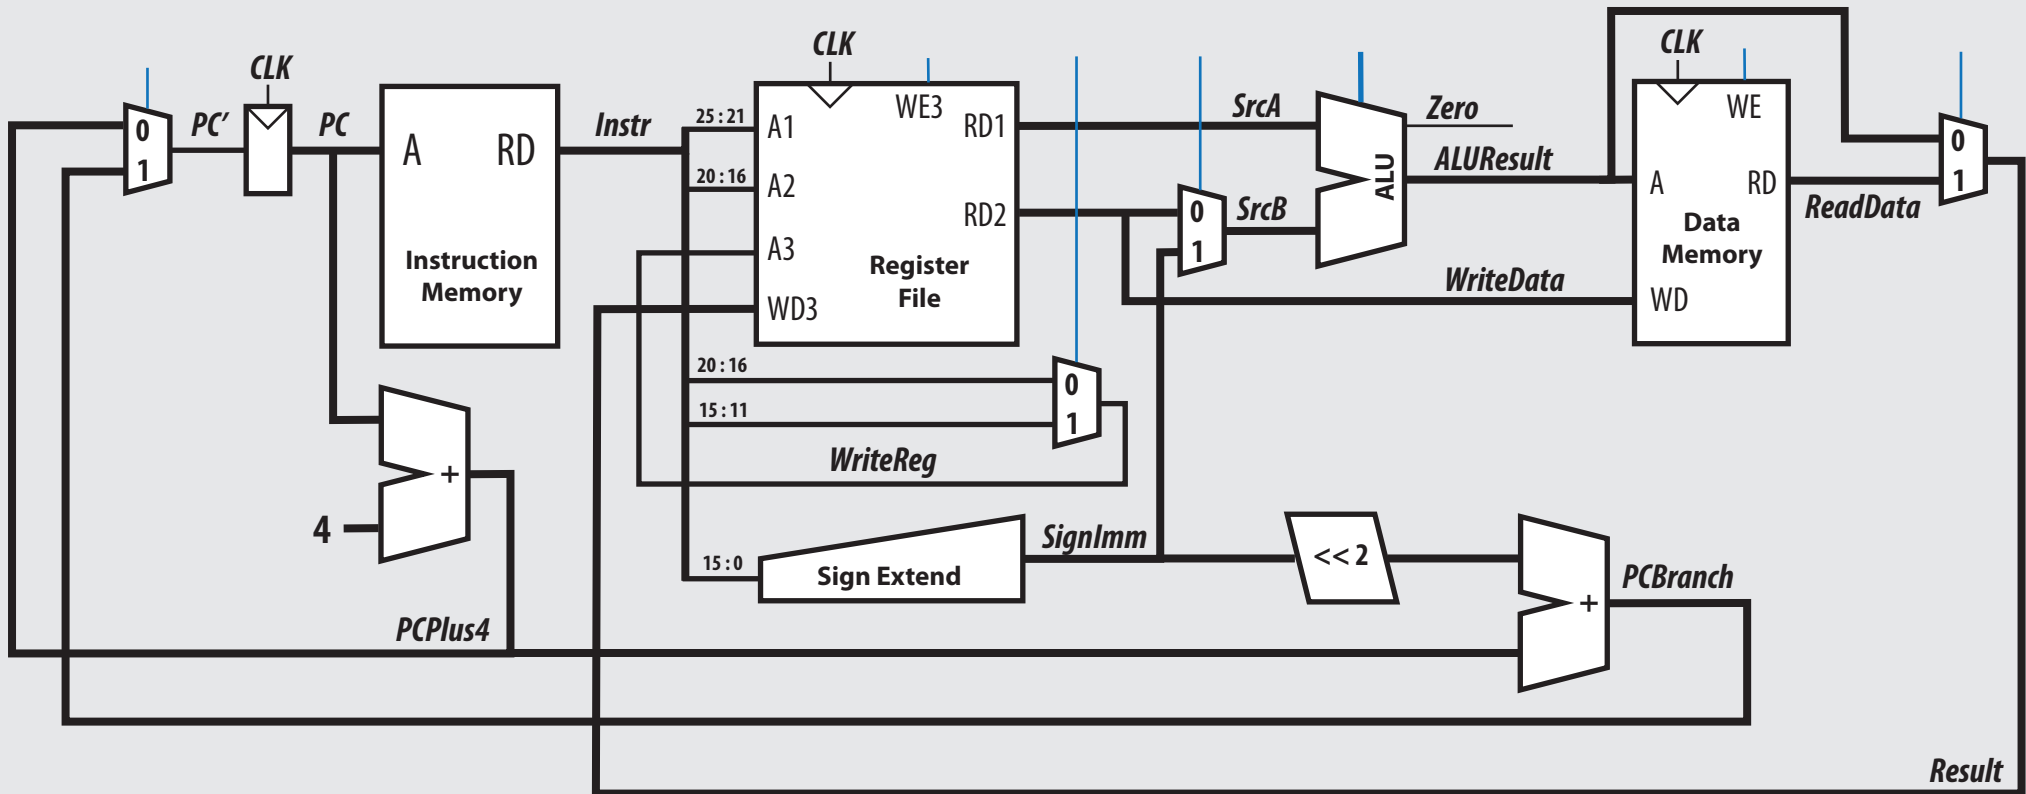 CLK
PC′
0
1
CLK
PC
A
RD
Instruction
Memory
Instr
4
+
PCPlus4
25 : 21
20 : 16
20 : 16
15 : 11
15 : 0
CLK
WE3
A1
RD1
A2
RD2
A3
WD3
Register
File
0
1
WriteReg
Sign Extend
SignImm
SrcA
0
1
SrcB
ALU
Zero
ALUResult
WriteData
<< 2
+
PCBranch
CLK
WE
A
RD
Data
Memory
WD
ReadData
0
1
Result